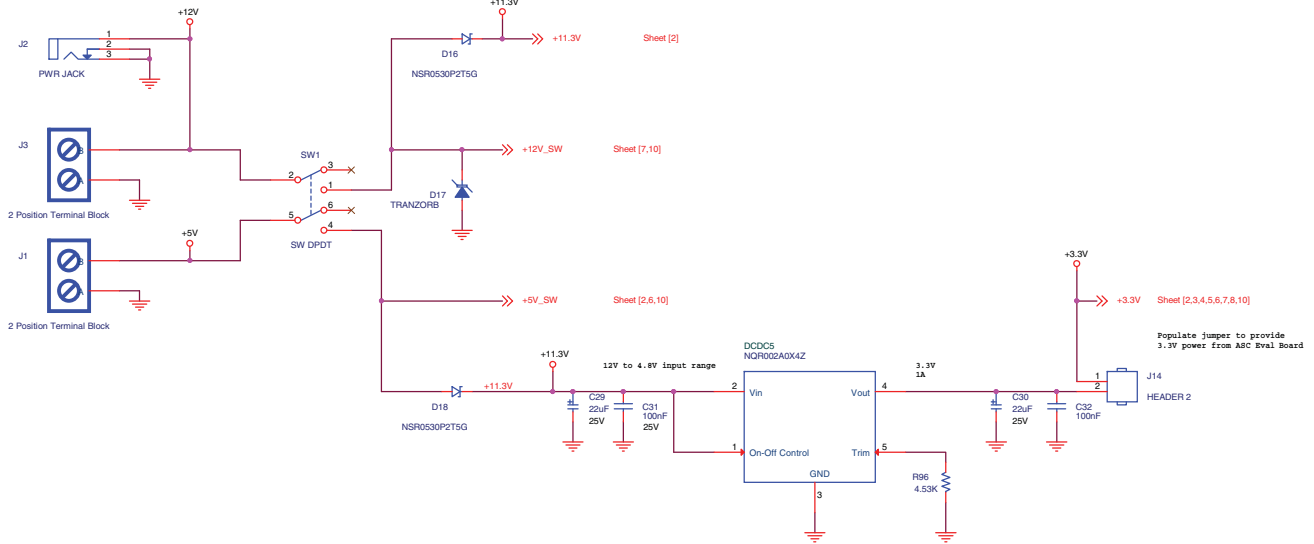 +12V
+11.3V
J2
1
2
3
PWR JACK
D16
NSR0530P2T5G
+11.3V
Sheet [2]
J3
B
A
2 Position Terminal Block
SW1
2
3
1
5
6
4
SW DPDT
+12V_SW
Sheet [7,10]
D17
TRANZORB
J1
B
A
2 Position Terminal Block
+5V
+5V_SW
Sheet [2,6,10]
+3.3V
+3.3V
Sheet [2,3,4,5,6,7,8,10]
Populate jumper to provide
3.3V power from ASC Eval Board
+11.3V
12V to 4.8V input range
DCDC5
NQR002A0X4Z
3.3V
1A
D18
NSR0530P2T5G
+11.3V
C29
22uF
25V
C31
100nF
25V
2
Vin
Vout
4
1
On-Off Control
Trim
5
GND
3
R96
4.53K
C30
22uF
25V
C32
100nF
1
2
J14
HEADER 2